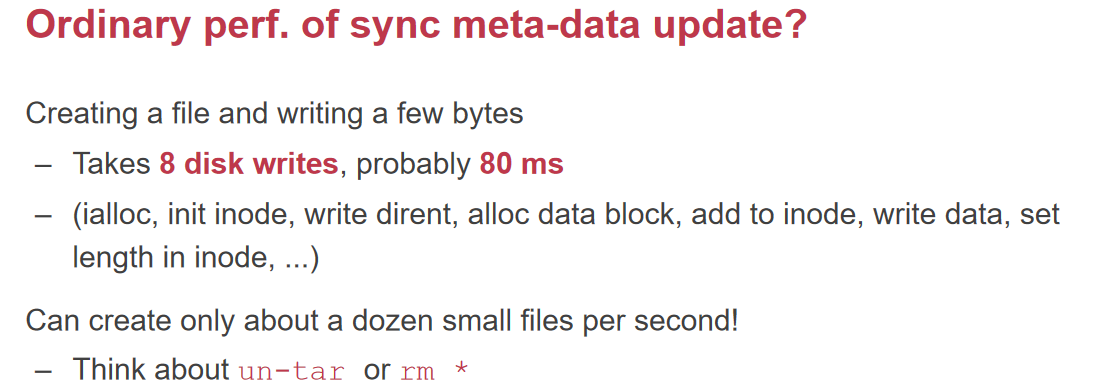 Ordinary perf. of sync meta-data update?
Creating a file and writing a few bytes
– Takes 8 disk writes, probably 80 ms
– (ialloc, init inode, write dirent, alloc data block, add to inode, write data, set
length in inode, ...)
Can create only about a dozen small files per second!
– Think about un-tar or rm *